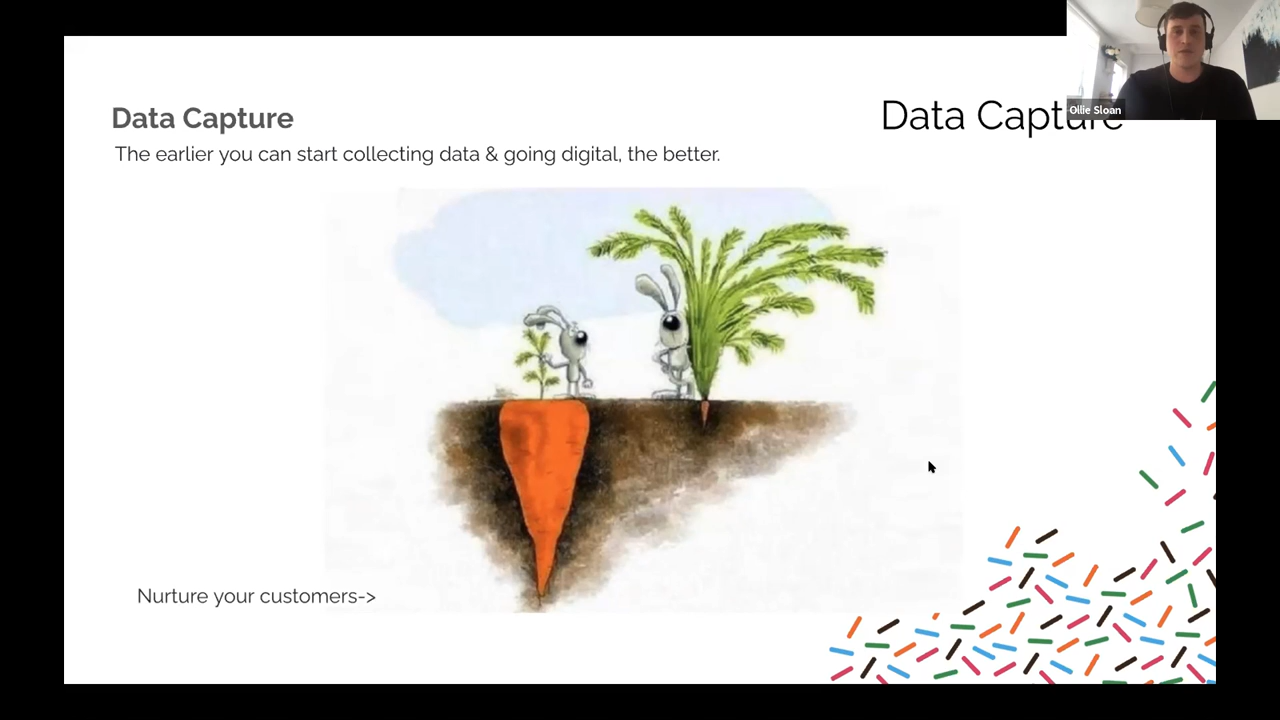 Data Capture
Data Capture
Ollie Sloan
The earlier you can start collecting data & going digital, the better.
Nurture your customers->